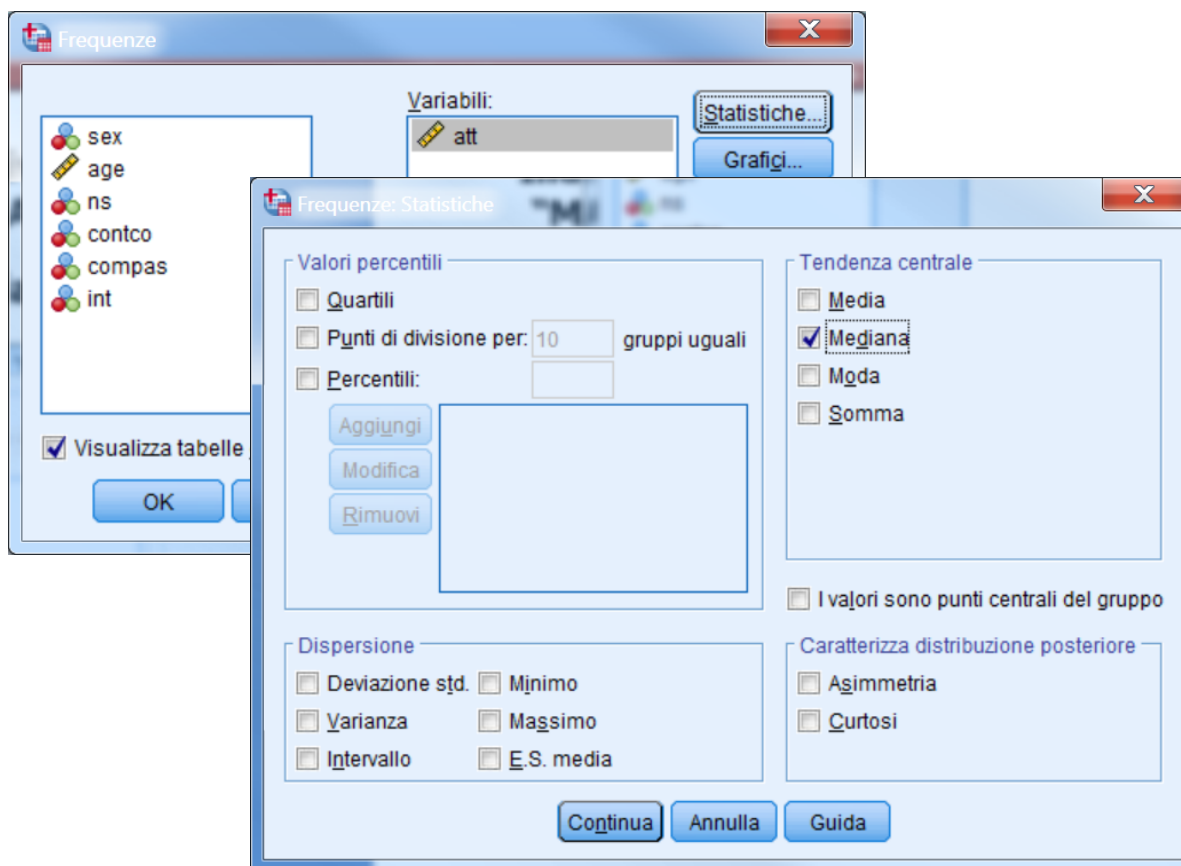 Frequenze
Variabili:
sex
age
ns
contco
compas
int
att
Statistiche...
Grafici...
Visualizza tabelle
OK
Frequenze: Statistiche
Valori percentili
Quartili
Punti di divisione per: 10 gruppi uguali
Percentili:
Aggiungi
Modifica
Rimuovi
Tendenza centrale
Media
Mediana
Moda
Somma
I valori sono punti centrali del gruppo
Dispersione
Deviazione std. Minimo
Varianza Massimo
Intervallo E.S. media
Caratterizza distribuzione posteriore
Asimmetria
Curtosi
Continua Annulla Guida